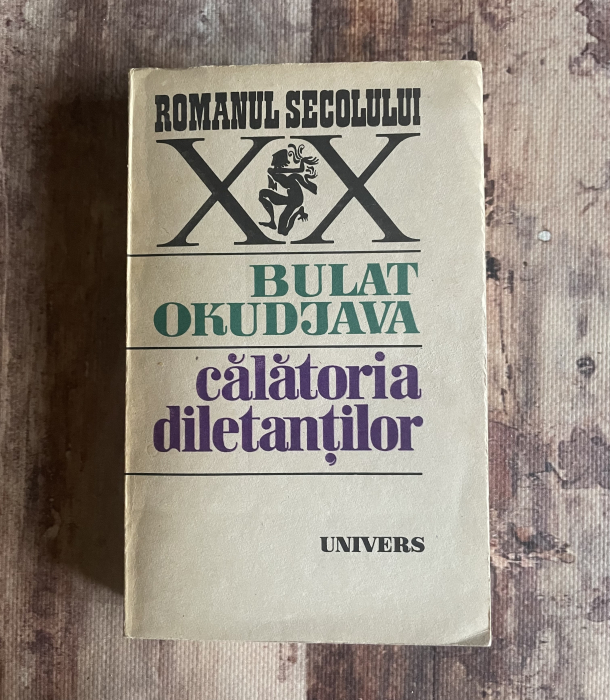 ROMANUL SECOLULUI
XX
BULAT
OKUDJAVA
călătoria
diletanților
UNIVERS